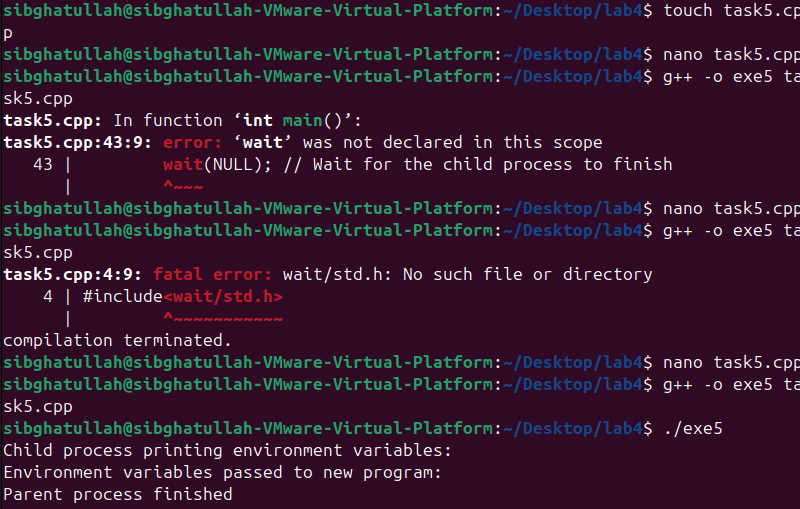 sibghatullah@sibghatullah-VMware-Virtual-Platform:~/Desktop/lab4$ touch task5.cp
p
sibghatullah@sibghatullah-VMware-Virtual-Platform:~/Desktop/lab4$ nano task5.cpp
sibghatullah@sibghatullah-VMware-Virtual-Platform:~/Desktop/lab4$ g++ -o exe5 ta
sk5.cpp
task5.cpp: In function ‘int main()’:
task5.cpp:43:9: error: ‘wait’ was not declared in this scope
   43 |         wait(NULL); // Wait for the child process to finish
      |         ^~~~
sibghatullah@sibghatullah-VMware-Virtual-Platform:~/Desktop/lab4$ nano task5.cpp
sibghatullah@sibghatullah-VMware-Virtual-Platform:~/Desktop/lab4$ g++ -o exe5 ta
sk5.cpp
task5.cpp:4:9: fatal error: wait/std.h: No such file or directory
    4 | #include<wait/std.h>
      |         ^~~~~~~~~~~~
compilation terminated.
sibghatullah@sibghatullah-VMware-Virtual-Platform:~/Desktop/lab4$ nano task5.cpp
sibghatullah@sibghatullah-VMware-Virtual-Platform:~/Desktop/lab4$ g++ -o exe5 ta
sk5.cpp
sibghatullah@sibghatullah-VMware-Virtual-Platform:~/Desktop/lab4$ ./exe5
Child process printing environment variables:
Environment variables passed to new program:
Parent process finished